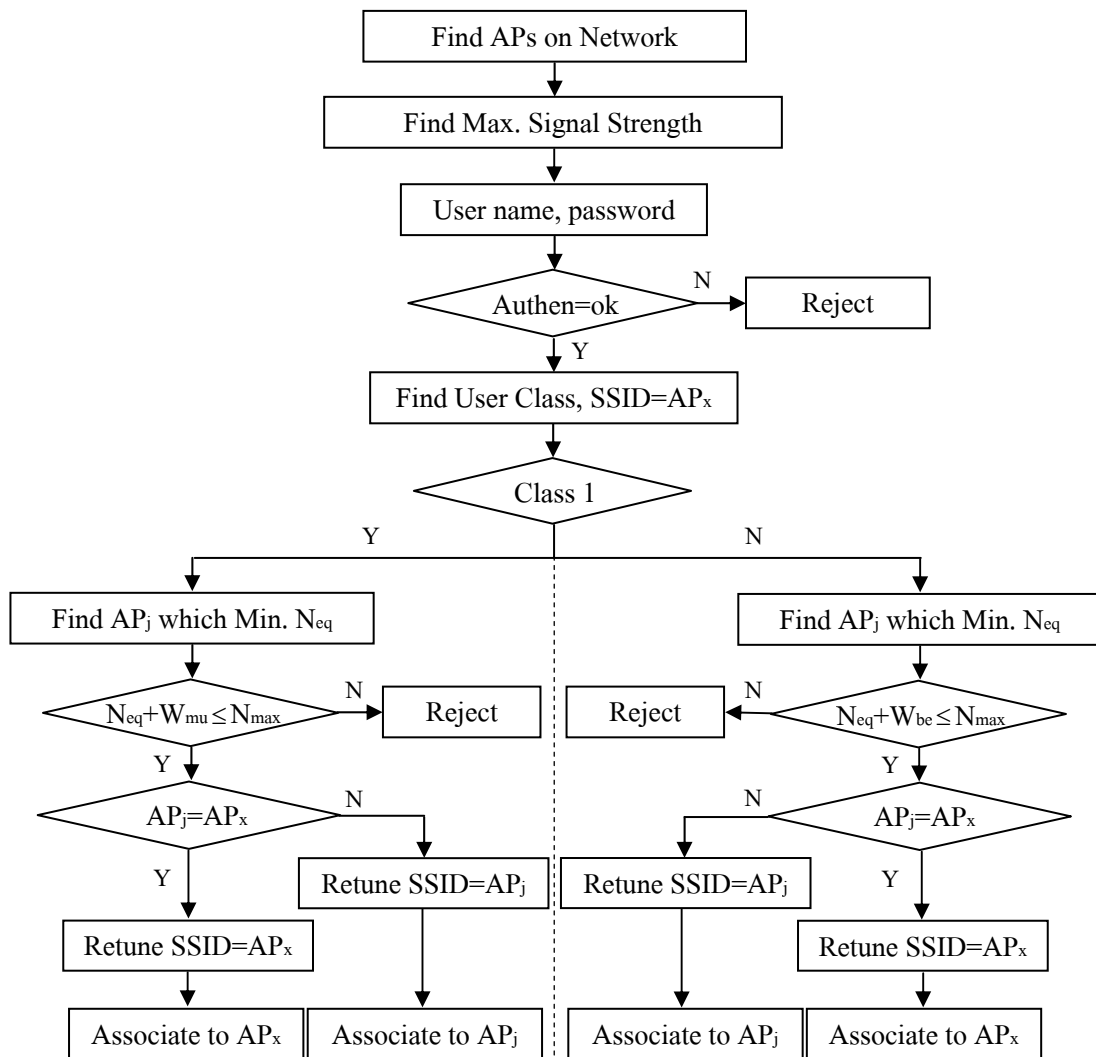 Find APs on Network
Find Max. Signal Strength
User name, password
Authen=ok
N
Reject
Y
Find User Class, SSID=APx
Class 1
Y
N
Find APj which Min. Neq
Find APj which Min. Neq
Neq+Wmu ≤ Nmax
N
Reject
Reject
N
Neq+Wbe ≤ Nmax
Y
Y
APj=APx
N
N
APj=APx
Y
Retune SSID=APj
Retune SSID=APj
Y
Retune SSID=APx
Retune SSID=APx
Associate to APx
Associate to APj
Associate to APj
Associate to APx